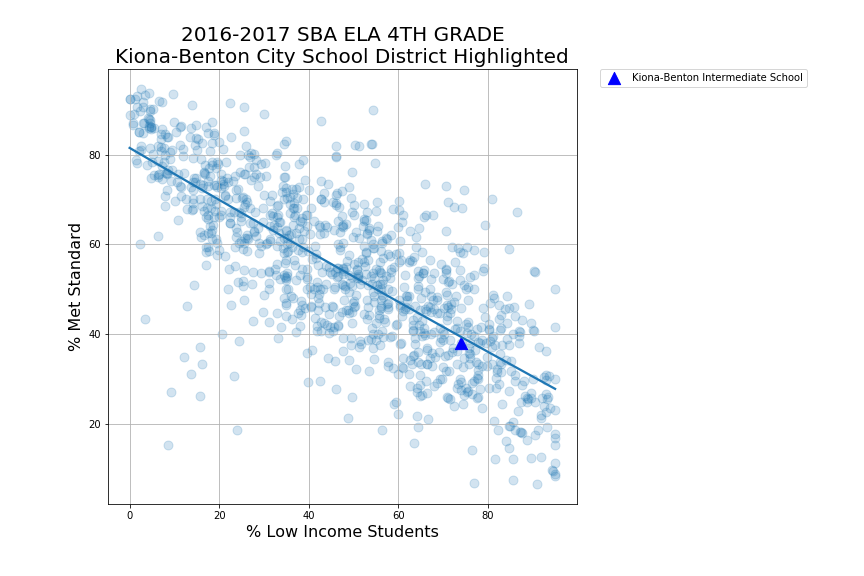 2016-2017 SBA ELA 4TH GRADE
Kiona-Benton City School District Highlighted
Kiona-Benton Intermediate School
% Met Standard
80
60
40
20
0
20
40
60
80
% Low Income Students